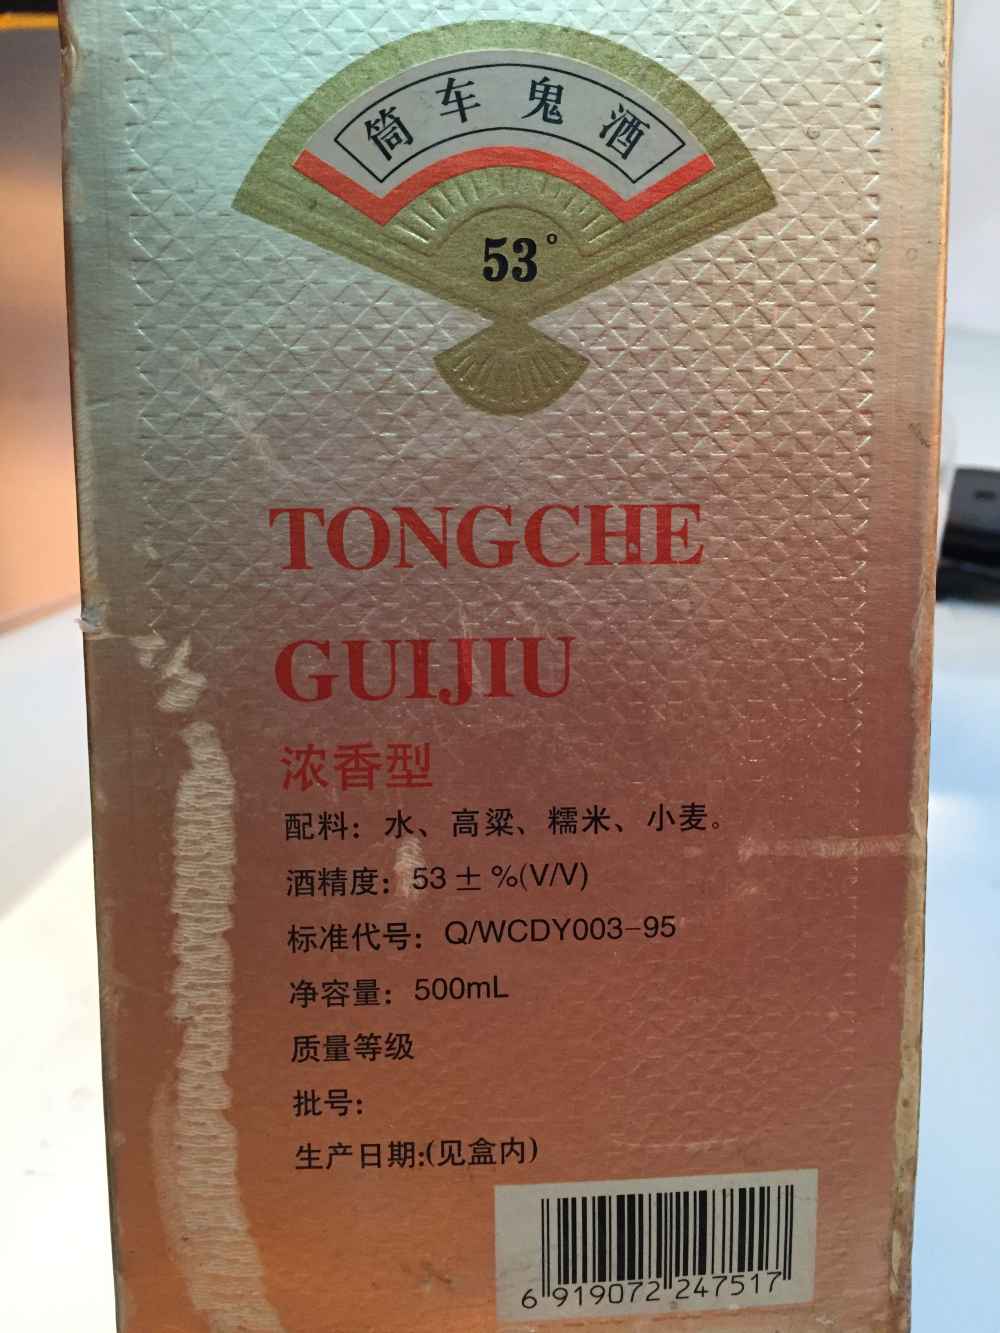 筒车鬼酒
53°
TONGCHE
GUIJIU
浓香型
配料：水、高粱、糯米、小麦。
酒精度：53±%(V/V)
标准代号：Q/WCDY003-95
净容量：500mL
质量等级
批号：
生产日期:(见盒内)
6 919072 247517